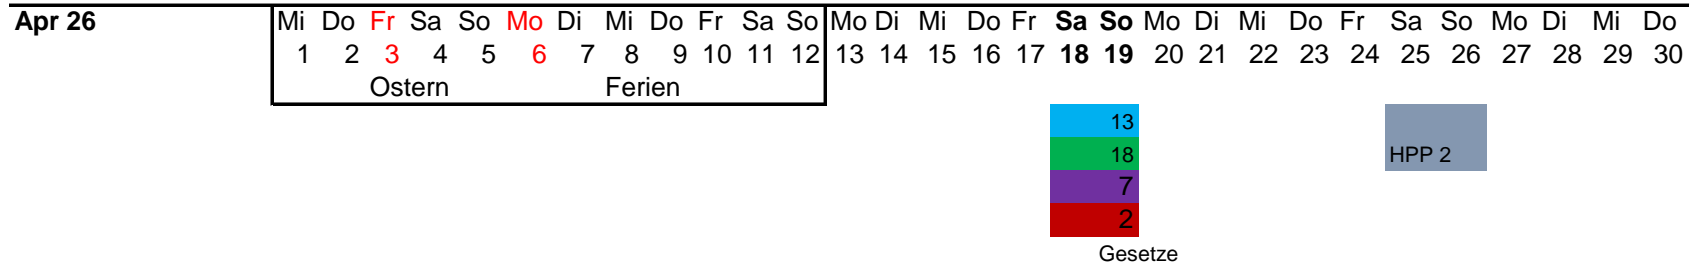 Apr 26 Mi Do Fr Sa So Mo Di Mi Do Fr Sa So Mo Di Mi Do Fr Sa So Mo Di Mi Do Fr Sa So Mo Di Mi Do
1 2 3 4 5 6 7 8 9 10 11 12 13 14 15 16 17 18 19 20 21 22 23 24 25 26 27 28 29 30
Ostern Ferien
13
18 HPP 2
7
2
Gesetze